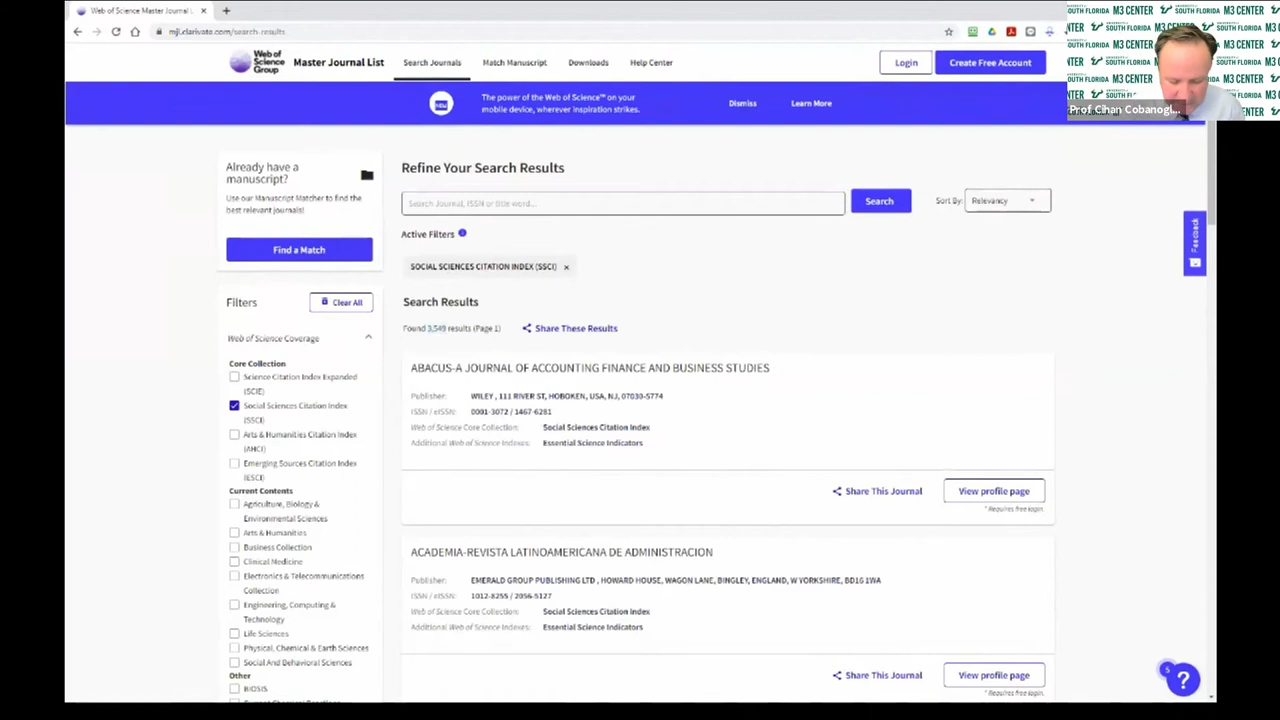 Web of Science Master Journal L
mjl.clarivate.com/search-results
UNIVERSITY OF SOUTH FLORIDA M3 CENTER
Prof Cihan Cobanogl...
Web of Science Group
Master Journal List
Search Journals
Match Manuscript
Downloads
Help Center
Login
Create Free Account
NEW
The power of the Web of Science™ on your
mobile device, wherever inspiration strikes.
Dismiss
Learn More
Already have a
manuscript?
Use our Manuscript Matcher to find the
best relevant journals!
Find a Match
Filters
Clear All
Web of Science Coverage
Core Collection
Science Citation Index Expanded
(SCIE)
Social Sciences Citation Index
(SSCI)
Arts & Humanities Citation Index
(AHCI)
Emerging Sources Citation Index
(ESCI)
Current Contents
Agriculture, Biology &
Environmental Sciences
Arts & Humanities
Business Collection
Clinical Medicine
Electronics & Telecommunications
Collection
Engineering, Computing &
Technology
Life Sciences
Physical, Chemical & Earth Sciences
Social And Behavioral Sciences
Other
BIOSIS
Refine Your Search Results
Search Journal, ISSN or title word...
Search
Sort By: Relevancy
Active Filters
SOCIAL SCIENCES CITATION INDEX (SSCI) ×
Search Results
Found 3,549 results (Page 1)
Share These Results
ABACUS-A JOURNAL OF ACCOUNTING FINANCE AND BUSINESS STUDIES
Publisher: WILEY , 111 RIVER ST, HOBOKEN, USA, NJ, 07030-5774
ISSN / eISSN: 0001-3072 / 1467-6281
Web of Science Core Collection: Social Sciences Citation Index
Additional Web of Science Indexes: Essential Science Indicators
Share This Journal
View profile page
* Requires free login.
ACADEMIA-REVISTA LATINOAMERICANA DE ADMINISTRACION
Publisher: EMERALD GROUP PUBLISHING LTD , HOWARD HOUSE, WAGON LANE, BINGLEY, ENGLAND, W YORKSHIRE, BD16 1WA
ISSN / eISSN: 1012-8255 / 2056-5127
Web of Science Core Collection: Social Sciences Citation Index
Additional Web of Science Indexes: Essential Science Indicators
Share This Journal
View profile page
* Requires free login.
Feedback
5
?